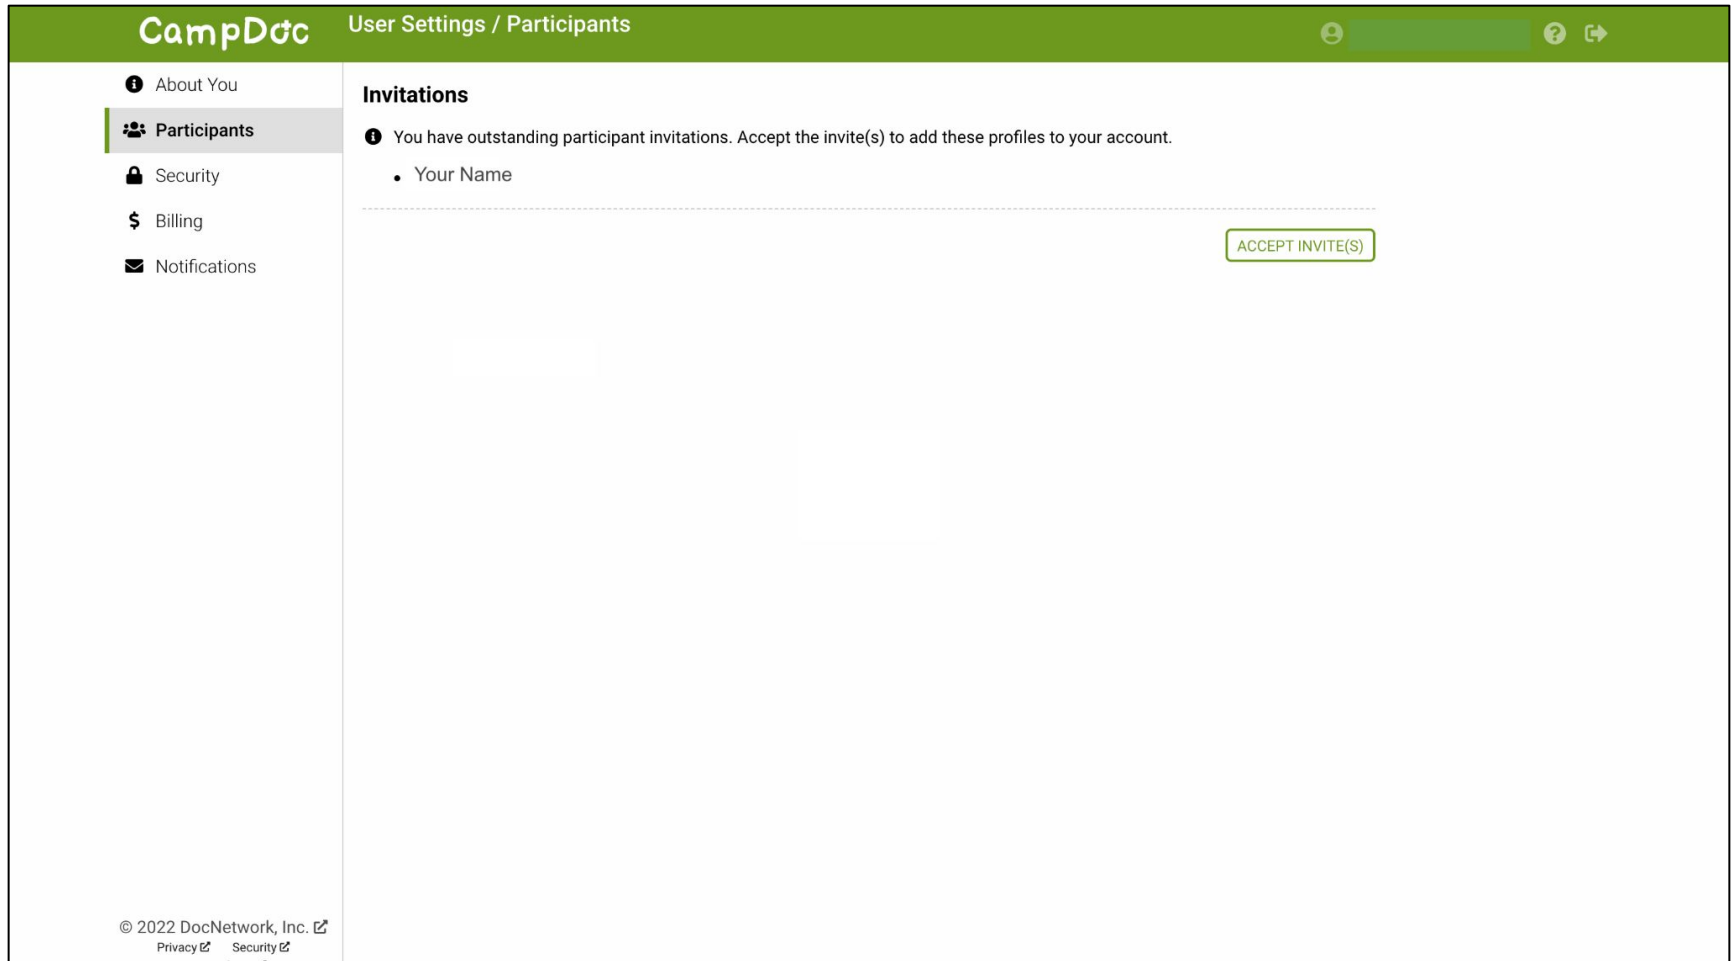 CampDoc
User Settings / Participants
About You
Participants
Security
Billing
Notifications
Invitations
You have outstanding participant invitations. Accept the invite(s) to add these profiles to your account.
• Your Name
ACCEPT INVITE(S)
© 2022 DocNetwork, Inc.
Privacy Security